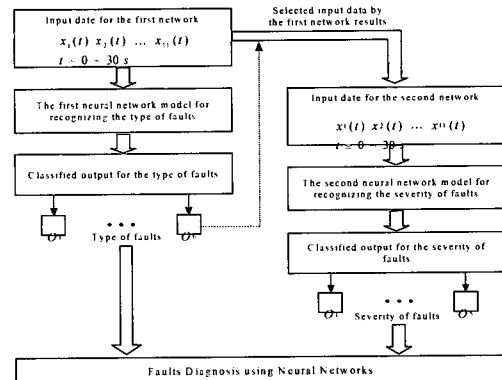 Input date for the first network
x₁(t) x₂(t) ... x₁₁(t)
t = 0 ~ 30 s
Selected input data by
the first network results
The first neural network model for
recognizing the type of faults
Classified output for the type of faults
...
Type of faults
Input date for the second network
x¹(t) x²(t) ... x¹¹(t)
t = 0 ~ 30 s
The second neural network model for
recognizing the severity of faults
Classified output for the severity of
faults
...
Severity of faults
Faults Diagnosis using Neural Networks